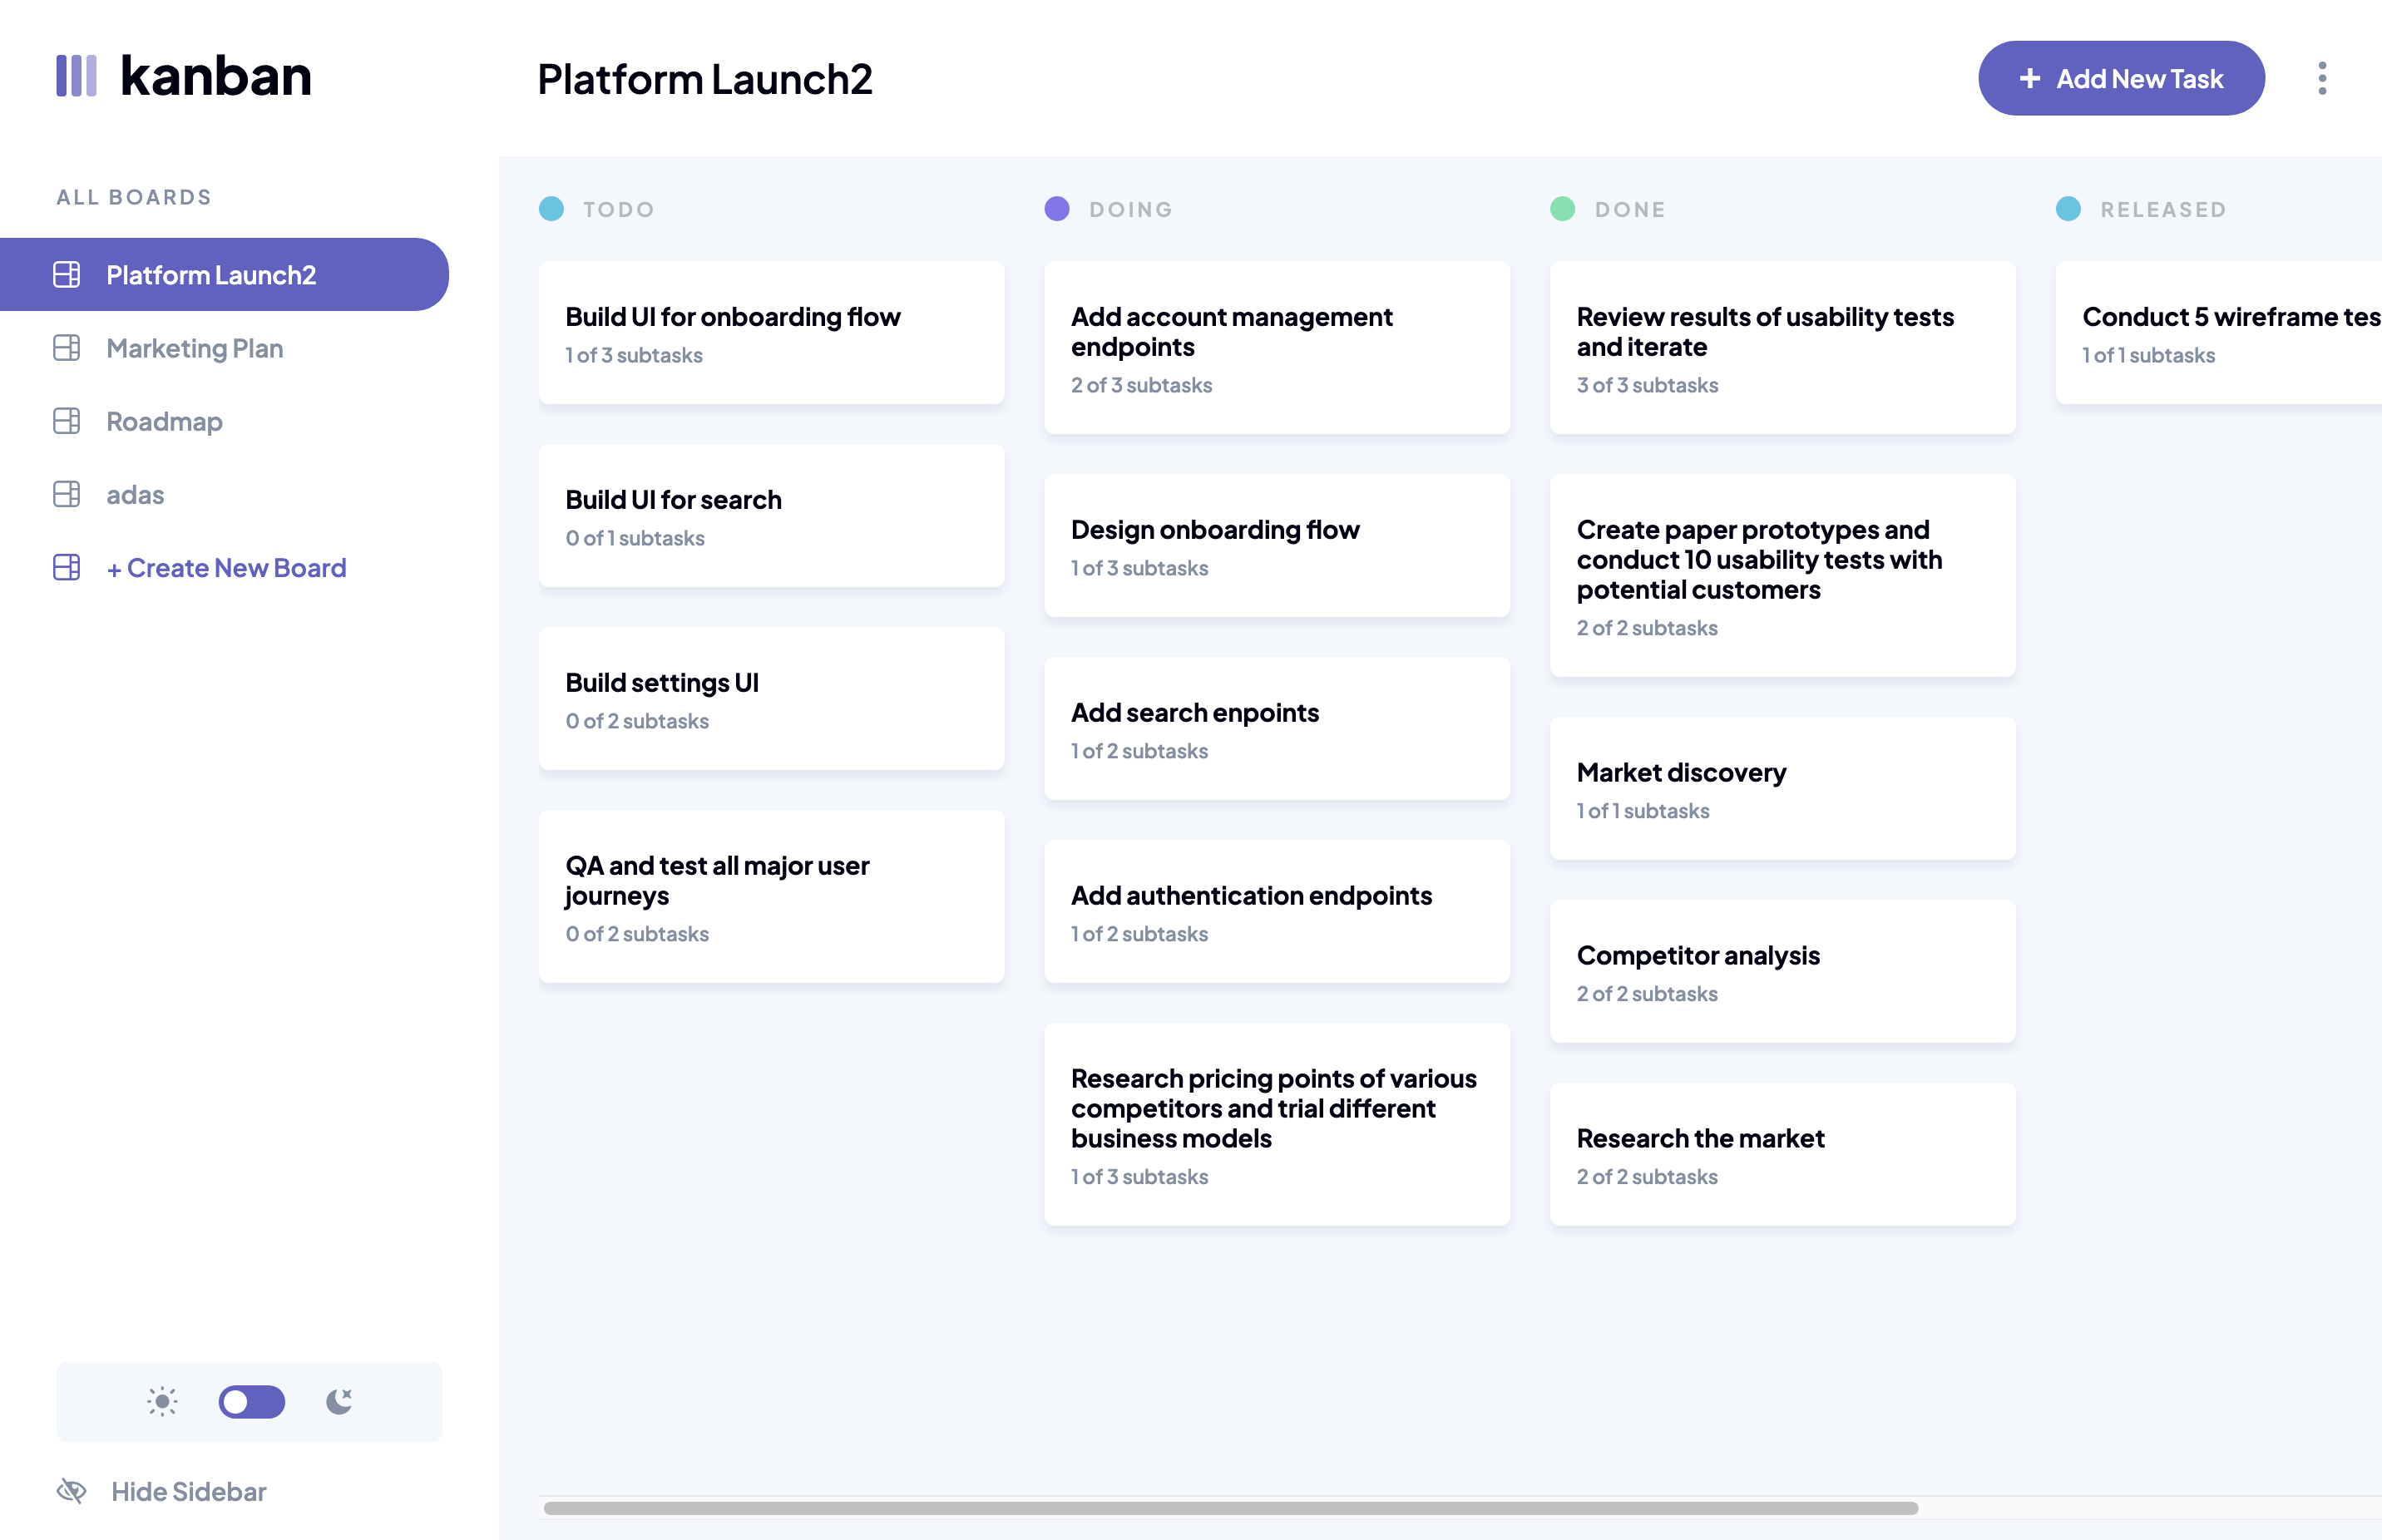 kanban
Platform Launch2
+ Add New Task
ALL BOARDS
Platform Launch2
Marketing Plan
Roadmap
adas
+ Create New Board
TODO
Build UI for onboarding flow
1 of 3 subtasks
Build UI for search
0 of 1 subtasks
Build settings UI
0 of 2 subtasks
QA and test all major user
journeys
0 of 2 subtasks
DOING
Add account management
endpoints
2 of 3 subtasks
Design onboarding flow
1 of 3 subtasks
Add search enpoints
1 of 2 subtasks
Add authentication endpoints
1 of 2 subtasks
Research pricing points of various
competitors and trial different
business models
1 of 3 subtasks
DONE
Review results of usability tests
and iterate
3 of 3 subtasks
Create paper prototypes and
conduct 10 usability tests with
potential customers
2 of 2 subtasks
Market discovery
1 of 1 subtasks
Competitor analysis
2 of 2 subtasks
Research the market
2 of 2 subtasks
RELEASED
Conduct 5 wireframe tes
1 of 1 subtasks
Hide Sidebar